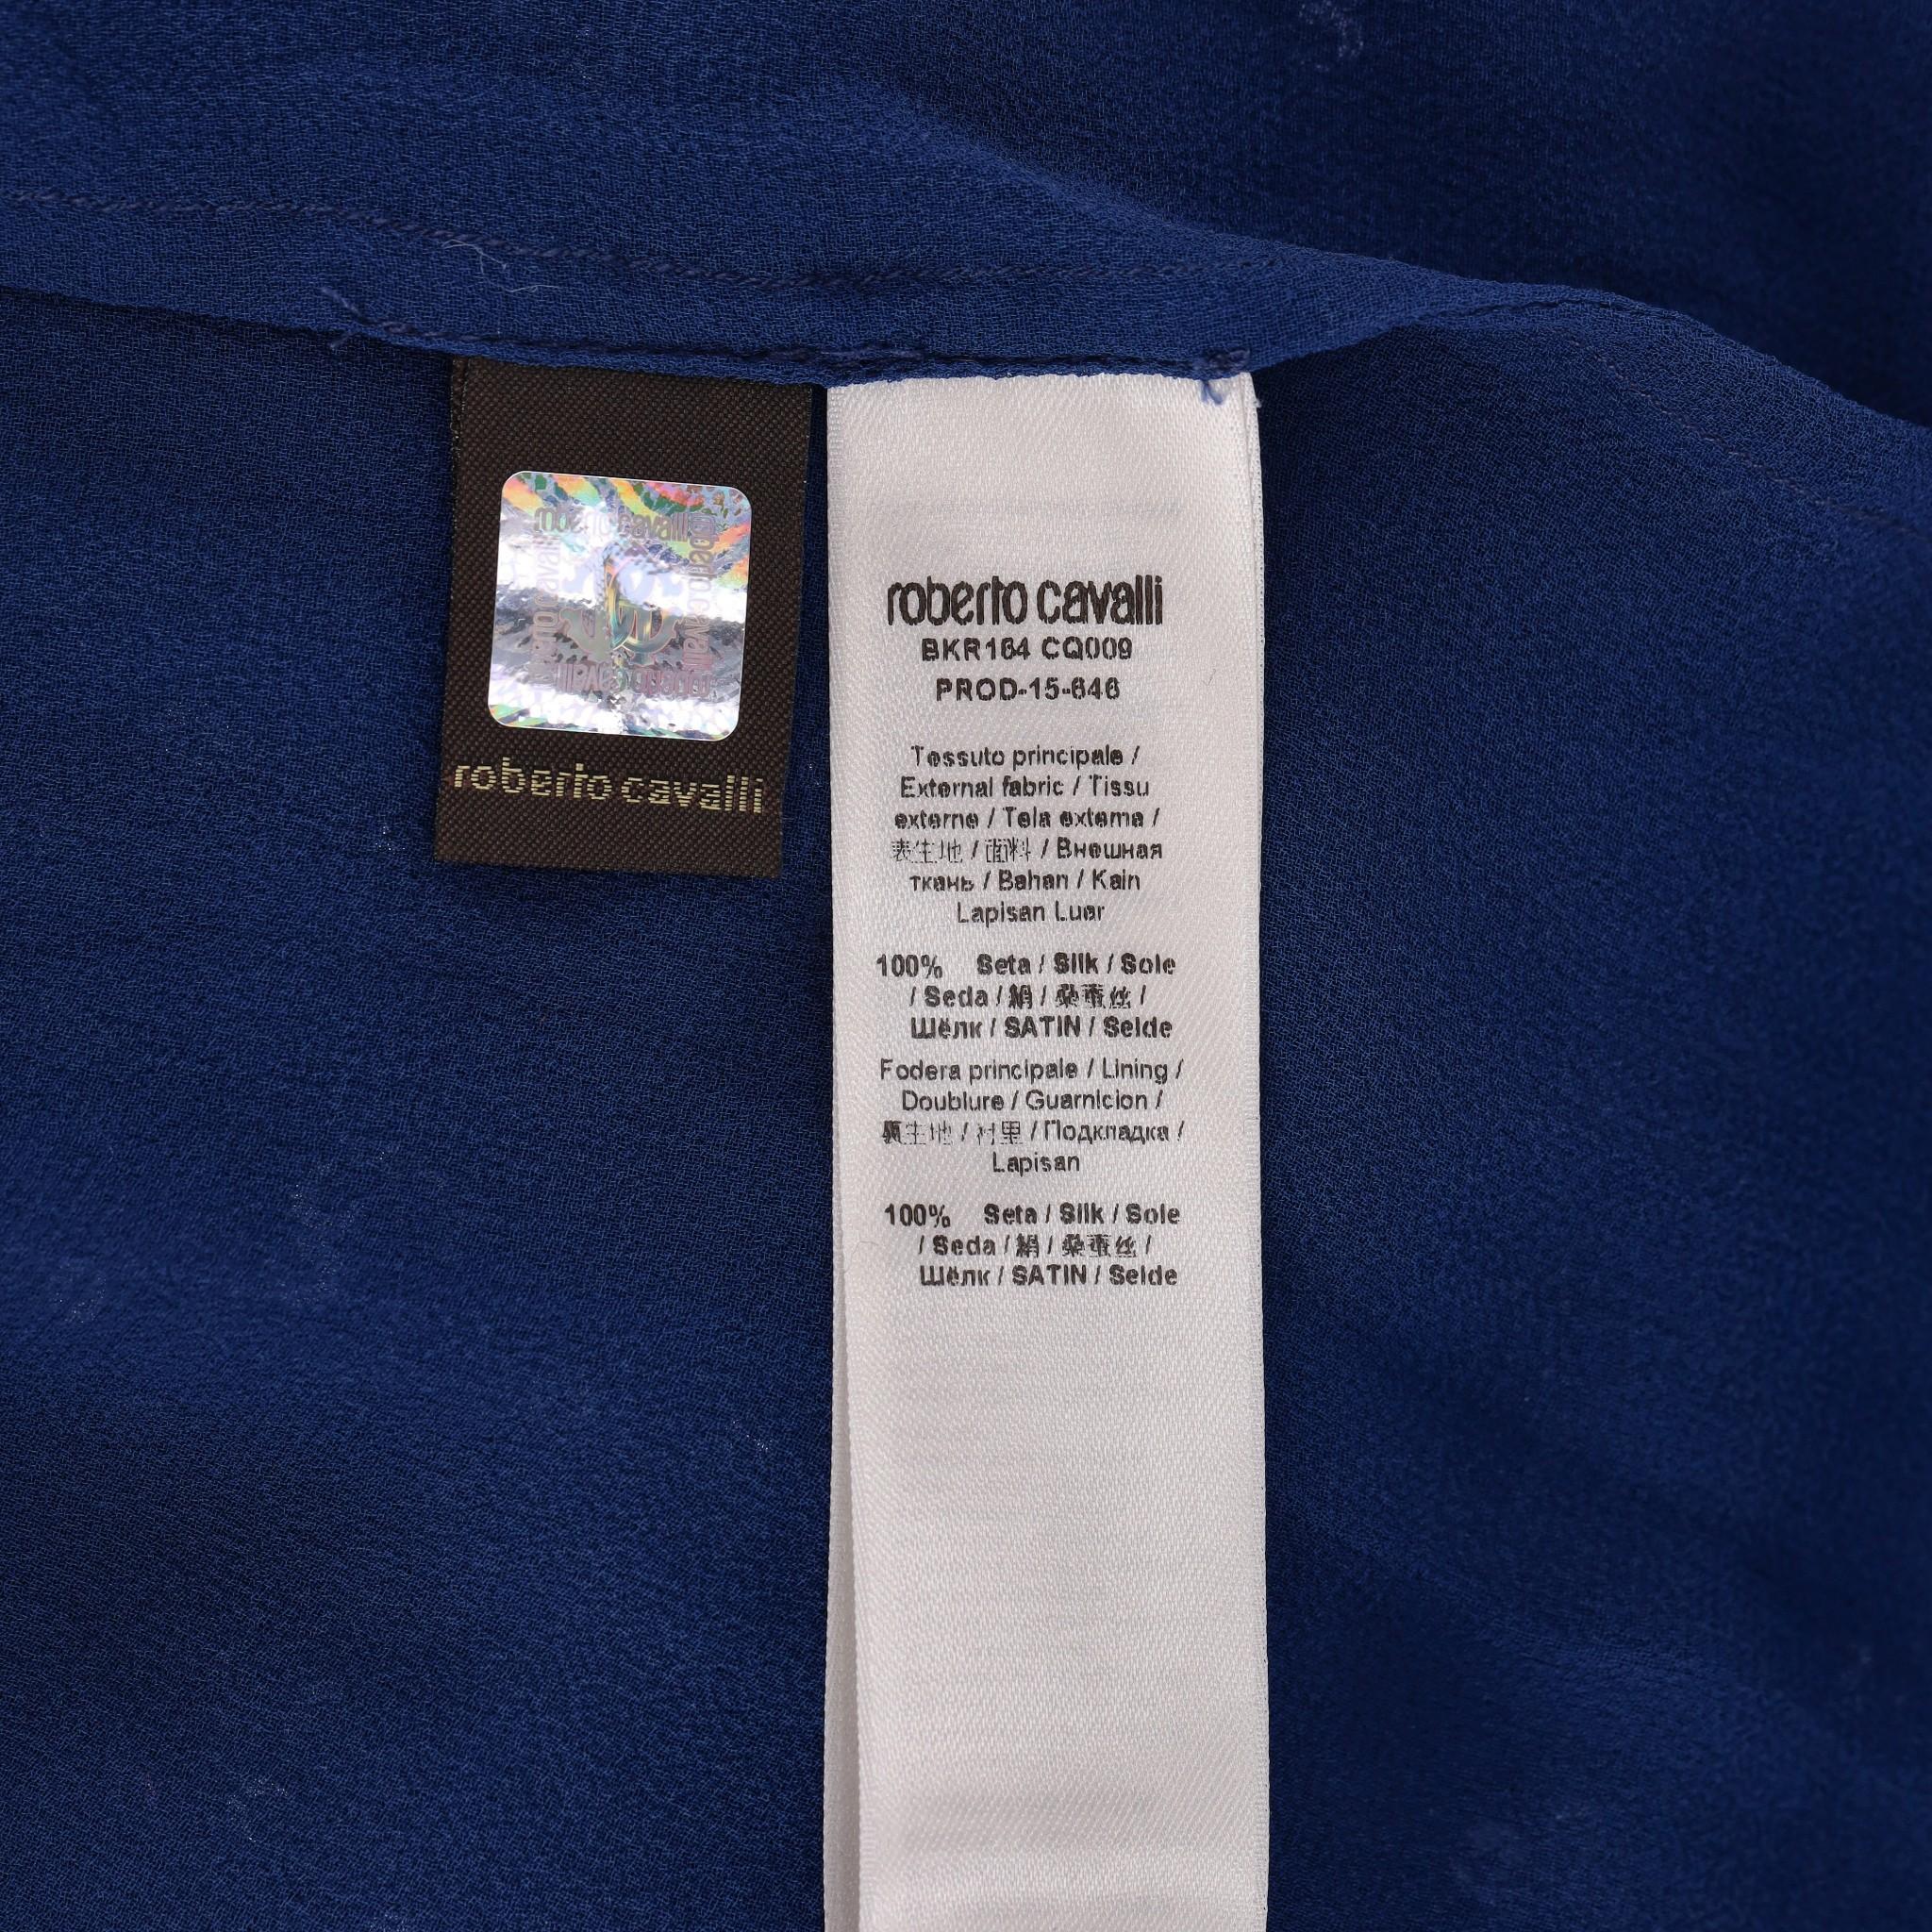 roberto cavalli
roberto cavalli
BKR164 CQ009
PROD-15-646
Tessuto principale /
External fabric / Tissu
externe / Tela externa /
表生地 / 面料 / Внешная
ткань / Bahan / Kain
Lapisan Luar
100% Seta / Silk / Sole
/ Seda / 絹 / 桑蚕丝 /
Шёлк / SATIN / Seide
Fodera principale / Lining /
Doublure / Guarnicion /
裏生地 / 衬里 / Подкладка /
Lapisan
100% Seta / Silk / Sole
/ Seda / 絹 / 桑蚕丝 /
Шёлк / SATIN / Seide